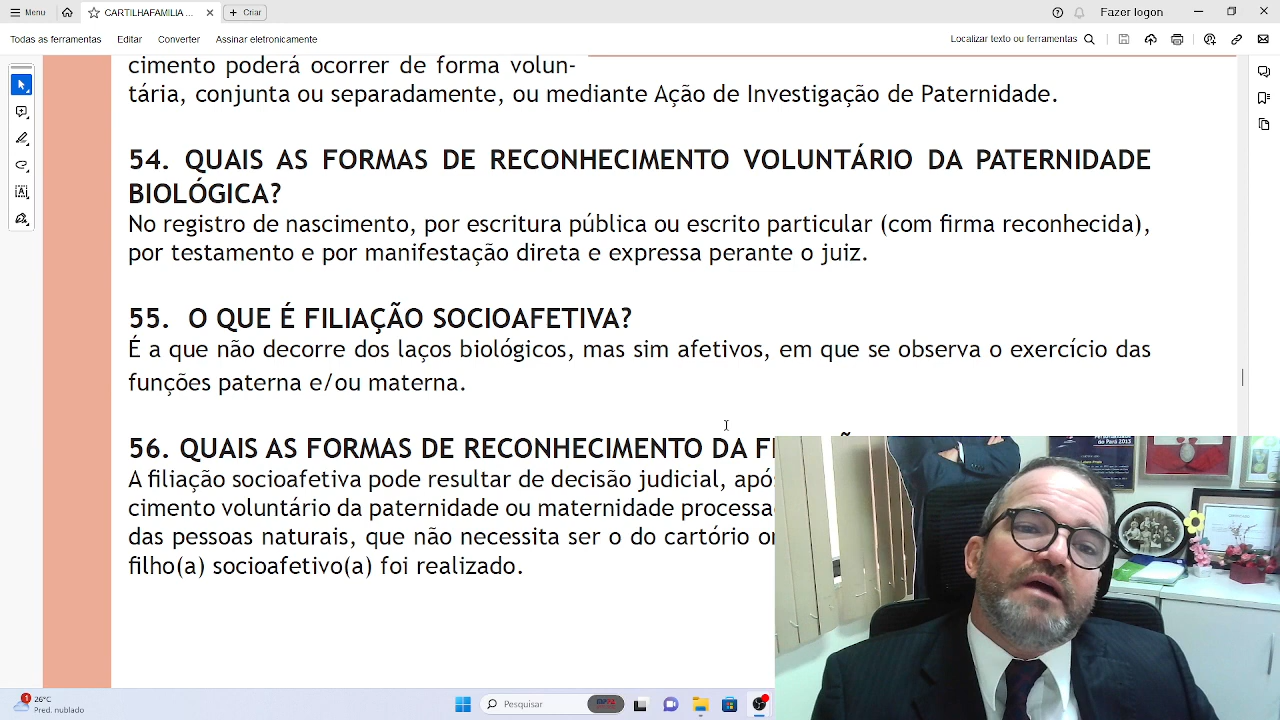 Menu
CARTILHAFAMILIA ...
Criar
Fazer logon
Todas as ferramentas
Editar
Converter
Assinar eletronicamente
Localizar texto ou ferramentas
cimento poderá ocorrer de forma volun-
tária, conjunta ou separadamente, ou mediante Ação de Investigação de Paternidade.
54. QUAIS AS FORMAS DE RECONHECIMENTO VOLUNTÁRIO DA PATERNIDADE
BIOLÓGICA?
No registro de nascimento, por escritura pública ou escrito particular (com firma reconhecida),
por testamento e por manifestação direta e expressa perante o juiz.
55. O QUE É FILIAÇÃO SOCIOAFETIVA?
É a que não decorre dos laços biológicos, mas sim afetivos, em que se observa o exercício das
funções paterna e/ou materna.
56. QUAIS AS FORMAS DE RECONHECIMENTO DA
A filiação socioafetiva pode resultar de decisão judicial,
cimento voluntário da paternidade ou maternidade
das pessoas naturais, que não necessita ser o do cartório
filho(a) socioafetivo(a) foi realizado.
1
26°C
Pred. nublado
Pesquisar